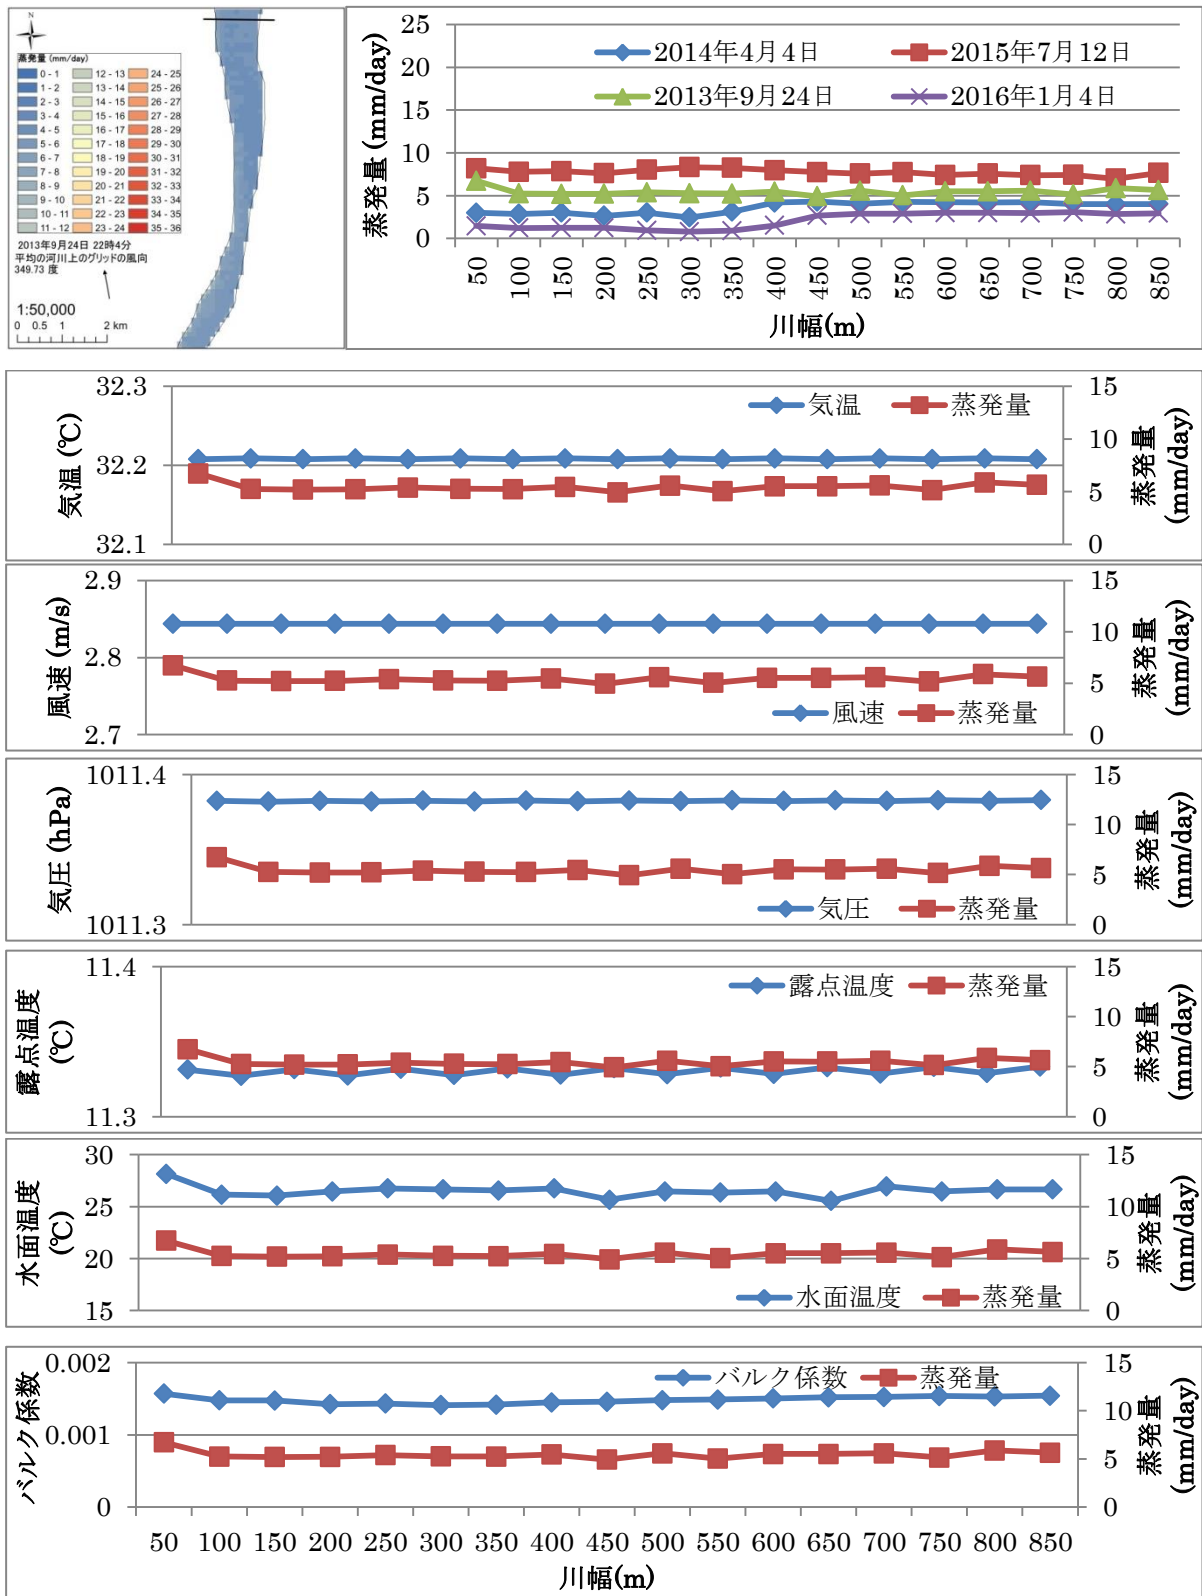 N
蒸発量 (mm/day)
0 - 1 12 - 13 24 - 25
1 - 2 13 - 14 25 - 26
2 - 3 14 - 15 26 - 27
3 - 4 15 - 16 27 - 28
4 - 5 16 - 17 28 - 29
5 - 6 17 - 18 29 - 30
6 - 7 18 - 19 30 - 31
7 - 8 19 - 20 31 - 32
8 - 9 20 - 21 32 - 33
9 - 10 21 - 22 33 - 34
10 - 11 22 - 23 34 - 35
11 - 12 23 - 24 35 - 36
2013年9月24日 22時4分
平均の河川上のグリッドの風向
349.73 度
1:50,000
0 0.5 1 2 km
蒸発量 (mm/day)
25
20
15
10
5
0
2014年4月4日 2015年7月12日
2013年9月24日 2016年1月4日
50 100 150 200 250 300 350 400 450 500 550 600 650 700 750 800 850
川幅(m)
気温 (℃)
32.3
32.2
32.1
気温 蒸発量
15
10
5
0
蒸発量
(mm/day)
風速 (m/s)
2.9
2.8
2.7
風速 蒸発量
15
10
5
0
蒸発量
(mm/day)
気圧 (hPa)
1011.4
1011.3
気圧 蒸発量
15
10
5
0
蒸発量
(mm/day)
露点温度
(℃)
11.4
11.3
露点温度 蒸発量
15
10
5
0
蒸発量
(mm/day)
水面温度
(℃)
30
25
20
15
水面温度 蒸発量
15
10
5
0
蒸発量
(mm/day)
バルク係数
0.002
0.001
0
バルク係数 蒸発量
15
10
5
0
蒸発量
(mm/day)
50 100 150 200 250 300 350 400 450 500 550 600 650 700 750 800 850
川幅(m)